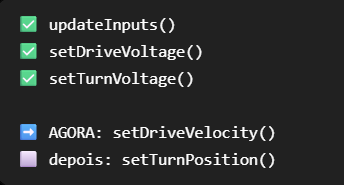 ✅ updateInputs()
✅ setDriveVoltage()
✅ setTurnVoltage()
➡️ AGORA: setDriveVelocity()
⬜ depois: setTurnPosition()